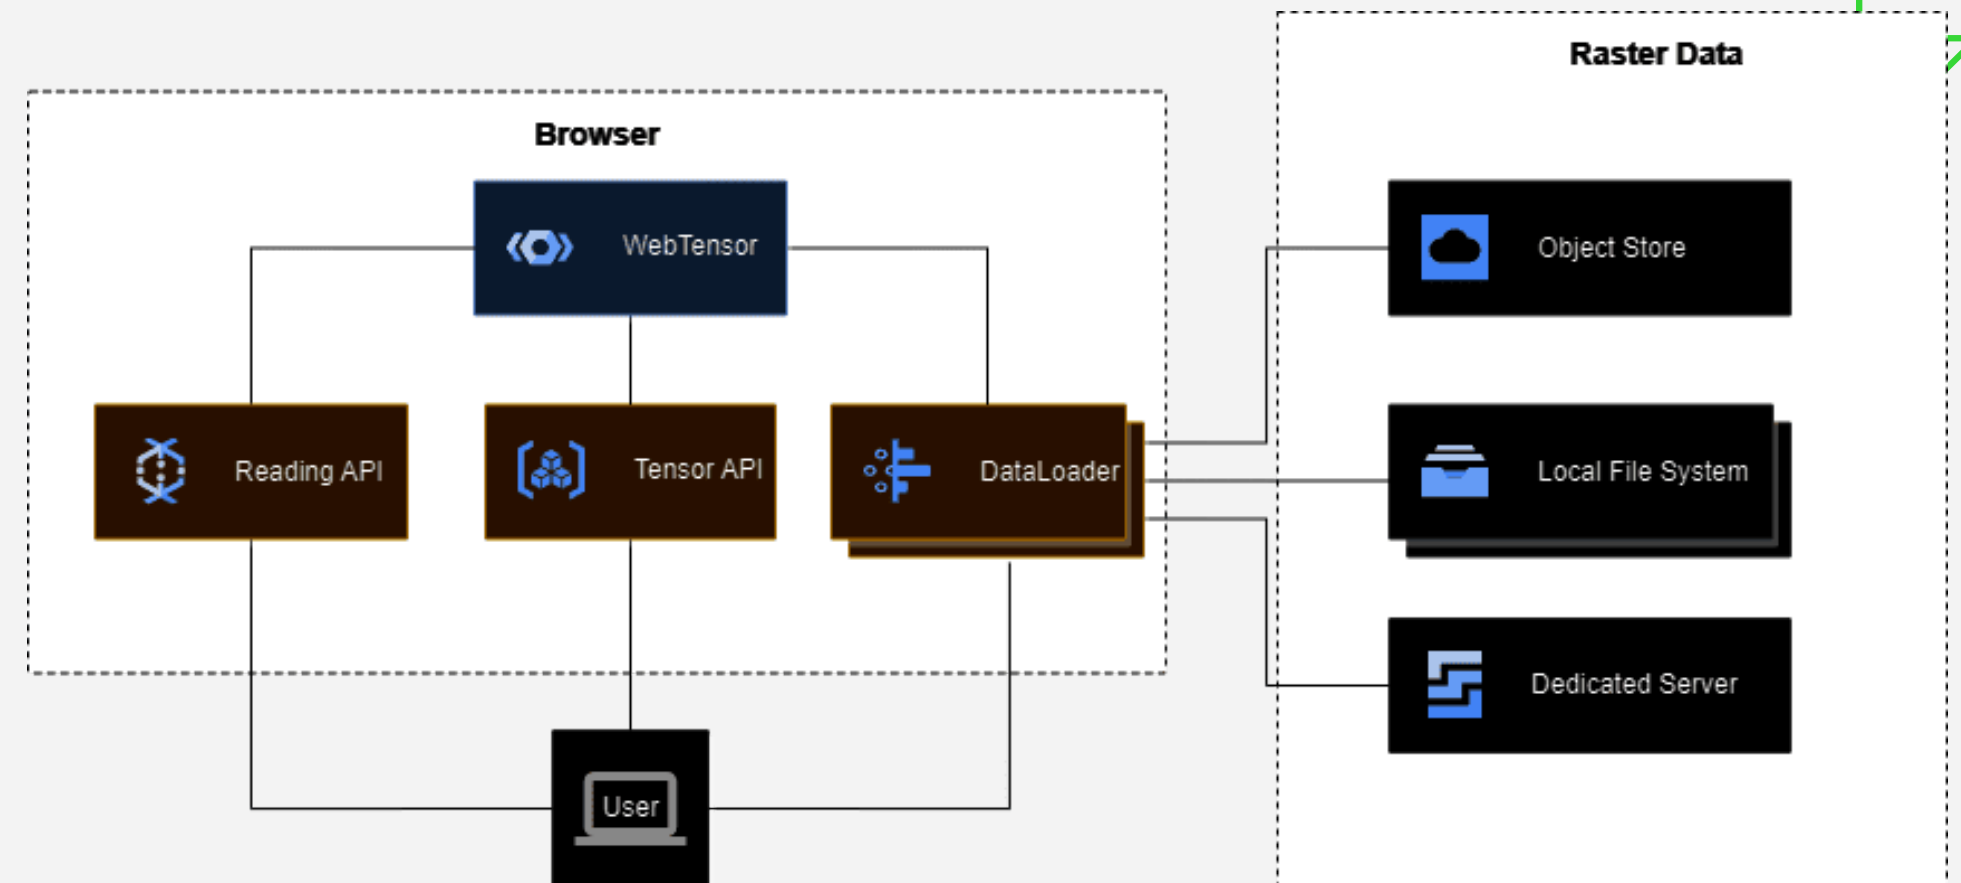 Raster Data
Browser
WebTensor
Object Store
Reading API
Tensor API
DataLoader
Local File System
Dedicated Server
User